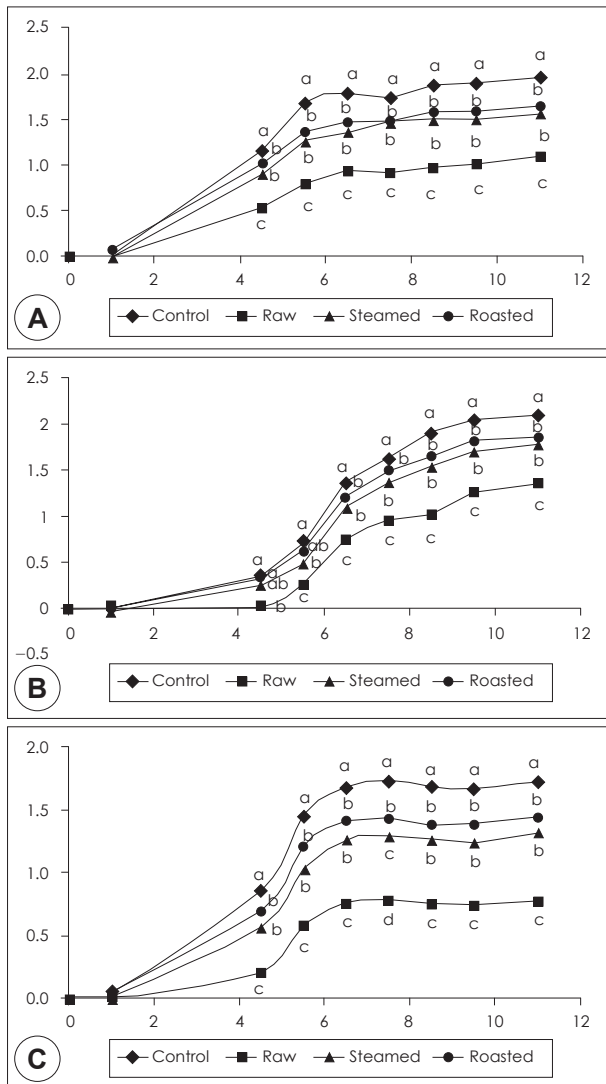 2.5
a
2.0
a a a a a
b
1.5
a b b b b b
b
b b b b b b
1.0
b
0.5
c c c c c c c
0.0
0 2 4 6 8 10 12
A
Control Raw Steamed Roasted
2.5
a
a
2
a
a b
a b b
1.5
b b
b b b
1
a b c
c c
ab
0.5
a a b c
ab
c
b
0
0 2 4 6 8 10 12
−0.5
B
Control Raw Steamed Roasted
2.0
a a a a a
a
1.5
b b b b b
b
a b c b b b
1.0
b
b
0.5
c d c c c
c
c
0.0
0 2 4 6 8 10 12
C
Control Raw Steamed Roasted